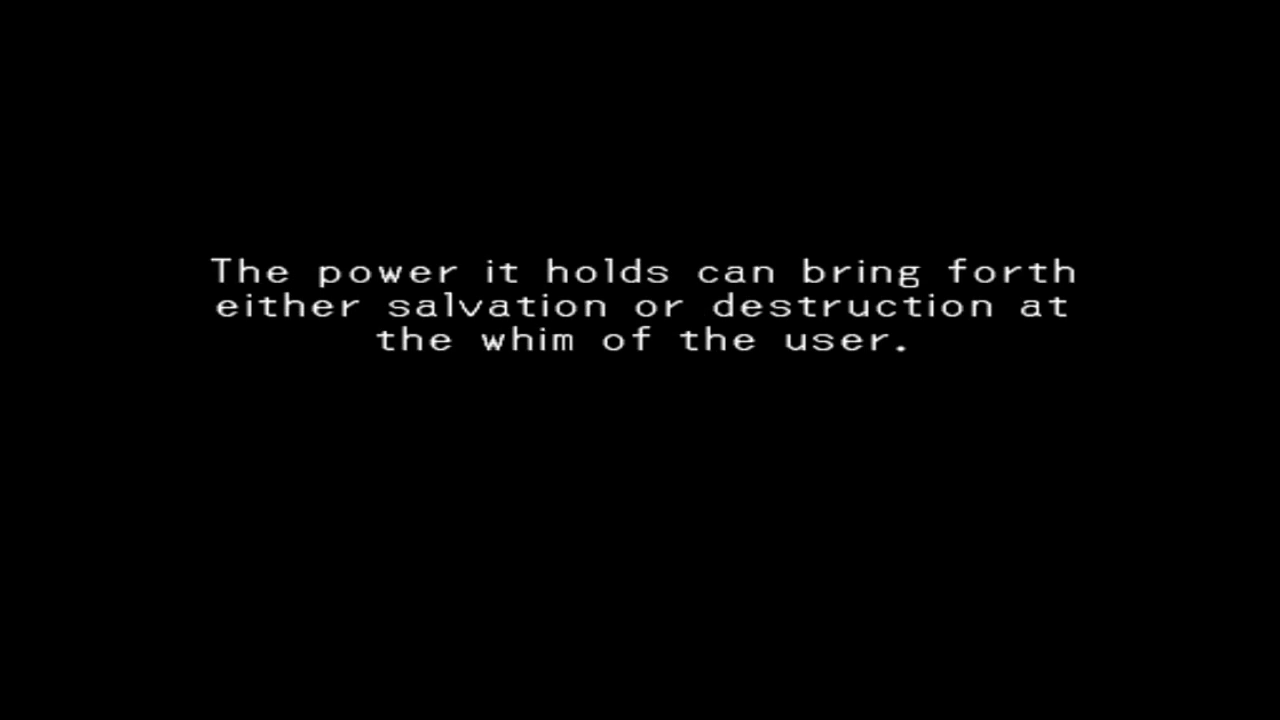 The power it holds can bring forth
either salvation or destruction at
the whim of the user.